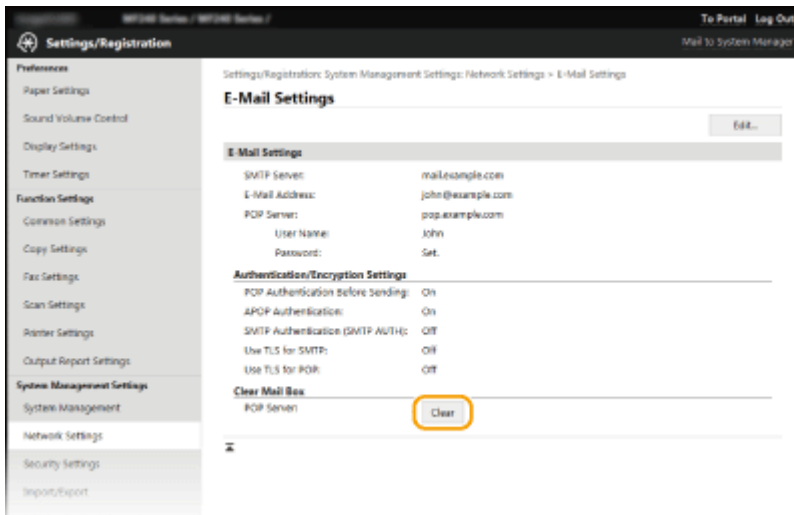 MF240 Series / MF240 Series /
To Portal Log Out
Settings/Registration
Mail to System Manager
Preferences
Paper Settings
Sound Volume Control
Display Settings
Timer Settings
Function Settings
Common Settings
Copy Settings
Fax Settings
Scan Settings
Printer Settings
Output Report Settings
System Management Settings
System Management
Network Settings
Security Settings
Import/Export
Settings/Registration: System Management Settings: Network Settings > E-Mail Settings
E-Mail Settings
Edit...
E-Mail Settings
SMTP Server: mail.example.com
E-Mail Address: john@example.com
POP Server: pop.example.com
User Name: John
Password: Set.
Authentication/Encryption Settings
POP Authentication Before Sending: On
APOP Authentication: On
SMTP Authentication (SMTP AUTH): Off
Use TLS for SMTP: Off
Use TLS for POP: Off
Clear Mail Box
POP Server: Clear